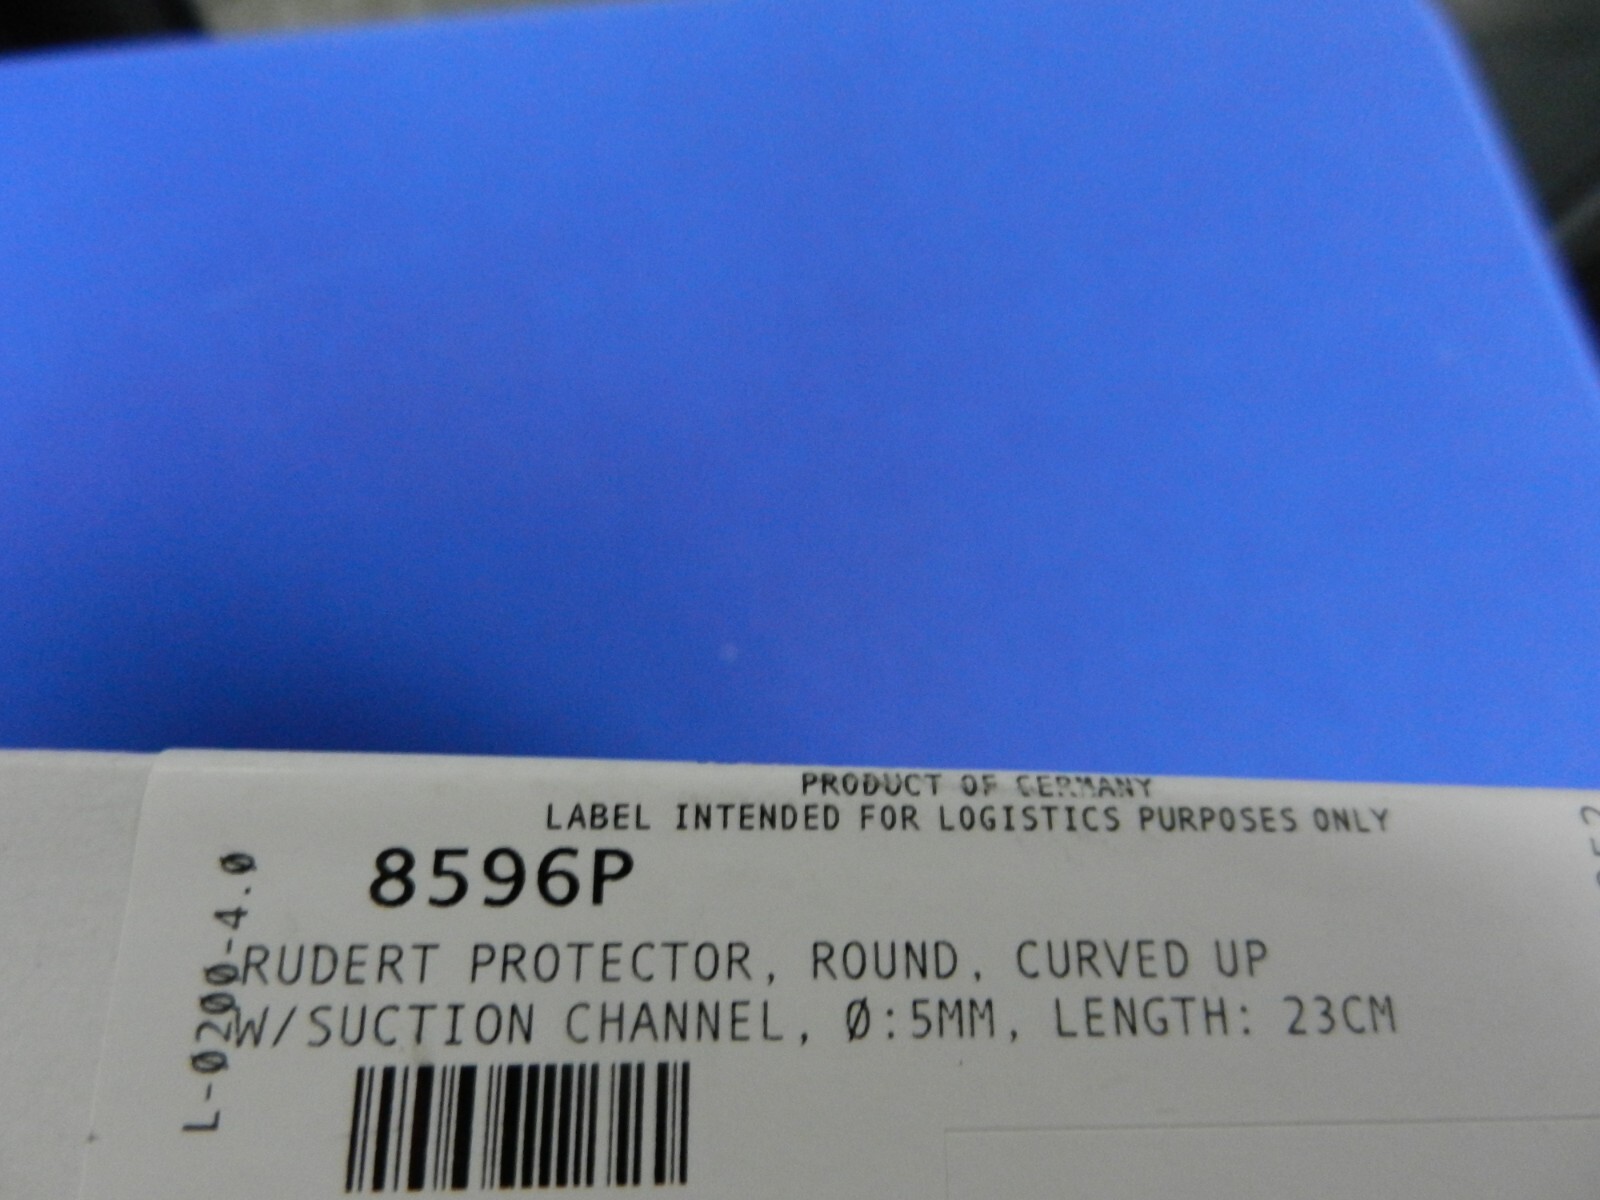 PRODUCT OF GERMANY
LABEL INTENDED FOR LOGISTICS PURPOSES ONLY
8596P
RUDERT PROTECTOR, ROUND, CURVED UP
W/SUCTION CHANNEL, Ø:5MM, LENGTH: 23CM
L-0200-4.0